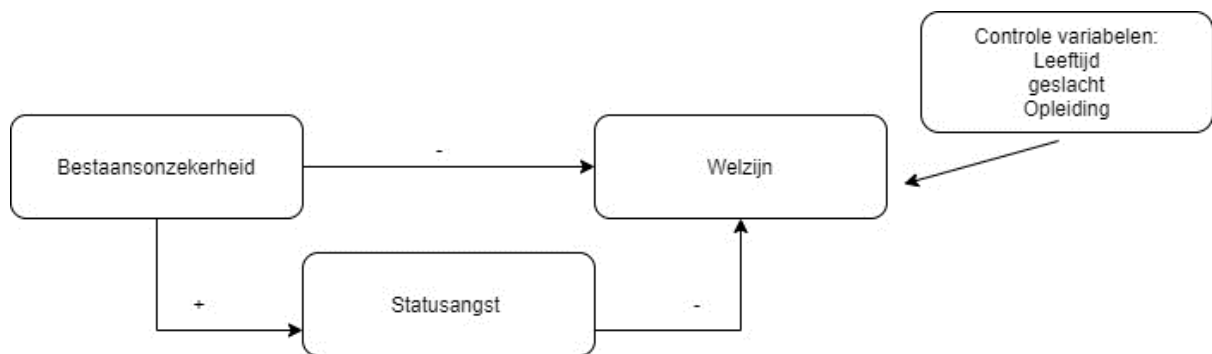 Controle variabelen:
Leeftijd
geslacht
Opleiding
Bestaansonzekerheid
-
Welzijn
+
Statusangst
-